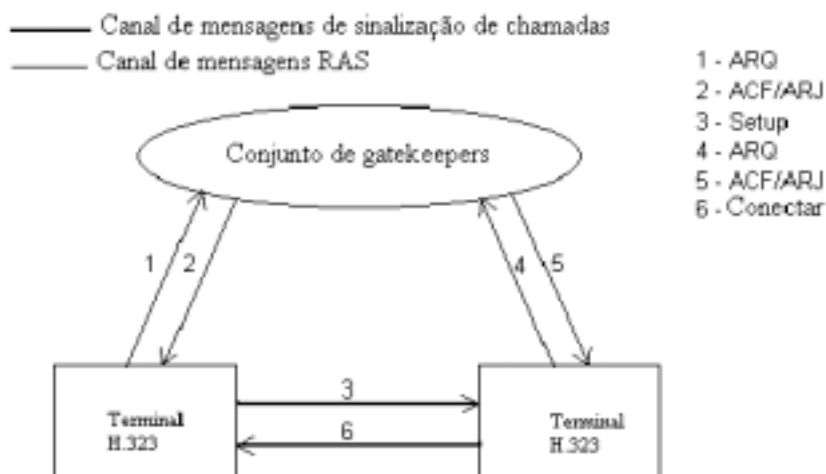 Canal de mensagens de sinalização de chamadas
Canal de mensagens RAS
1 - ARQ
2 - ACF/ARJ
3 - Setup
4 - ARQ
5 - ACF/ARJ
6 - Conectar
Conjunto de gatekeepers
1
2
4
5
3
6
Terminal
H.323
Terminal
H.323